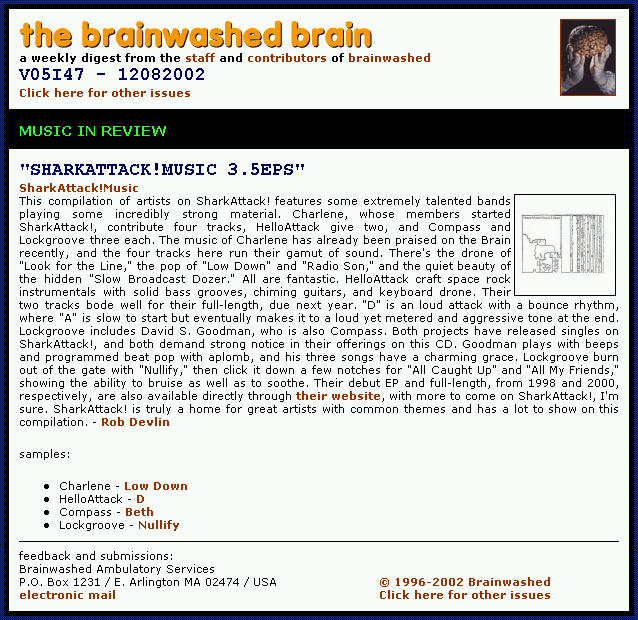 the brainwashed brain
a weekly digest from the staff and contributors of brainwashed
V05I47 - 12082002
Click here for other issues
MUSIC IN REVIEW
"SHARKATTACK!MUSIC 3.5EPS"
SharkAttack!Music
This compilation of artists on SharkAttack! features some extremely talented bands
playing some incredibly strong material. Charlene, whose members started
SharkAttack!, contribute four tracks, HelloAttack give two, and Compass and
Lockgroove three each. The music of Charlene has already been praised on the Brain
recently, and the four tracks here run their gamut of sound. There's the drone of
"Look for the Line," the pop of "Low Down" and "Radio Son," and the quiet beauty of
the hidden "Slow Broadcast Dozer." All are fantastic. HelloAttack craft space rock
instrumentals with solid bass grooves, chiming guitars, and keyboard drone. Their
two tracks bode well for their full-length, due next year. "D" is an loud attack with a bounce rhythm,
where "A" is slow to start but eventually makes it to a loud yet metered and aggressive tone at the end.
Lockgroove includes David S. Goodman, who is also Compass. Both projects have released singles on
SharkAttack!, and both demand strong notice in their offerings on this CD. Goodman plays with beeps
and programmed beat pop with aplomb, and his three songs have a charming grace. Lockgroove burn
out of the gate with "Nullify," then click it down a few notches for "All Caught Up" and "All My Friends,"
showing the ability to bruise as well as to soothe. Their debut EP and full-length, from 1998 and 2000,
respectively, are also available directly through their website, with more to come on SharkAttack!, I'm
sure. SharkAttack! is truly a home for great artists with common themes and has a lot to show on this
compilation. - Rob Devlin
samples:
Charlene - Low Down
HelloAttack - D
Compass - Beth
Lockgroove - Nullify
feedback and submissions:
Brainwashed Ambulatory Services
P.O. Box 1231 / E. Arlington MA 02474 / USA
electronic mail
© 1996-2002 Brainwashed
Click here for other issues